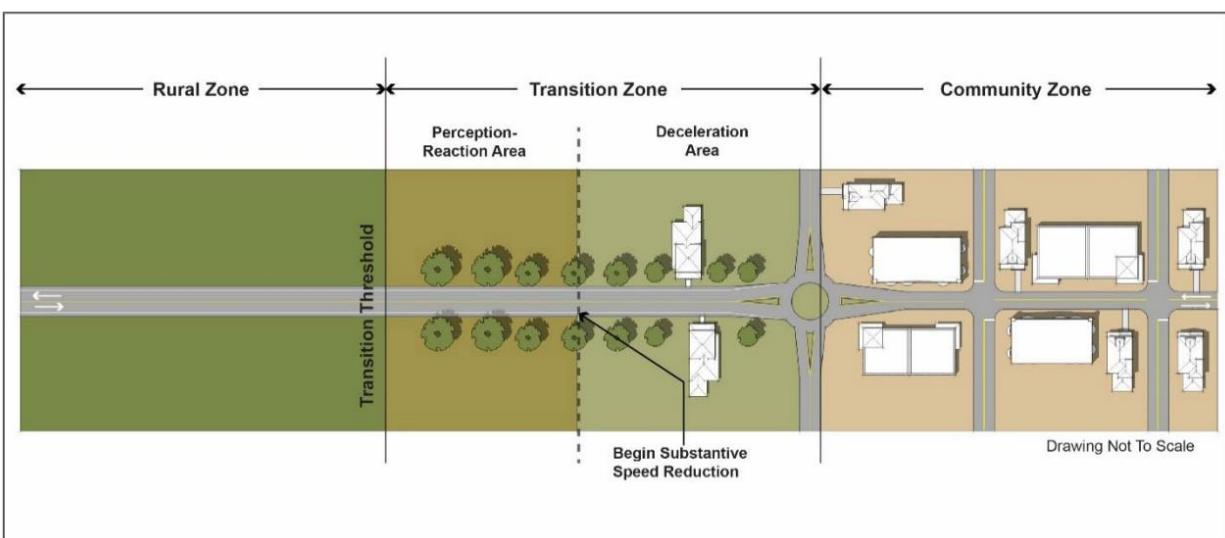 Rural Zone
Transition Zone
Community Zone
Perception-
Reaction Area
Deceleration
Area
Transition Threshold
Begin Substantive
Speed Reduction
Drawing Not To Scale